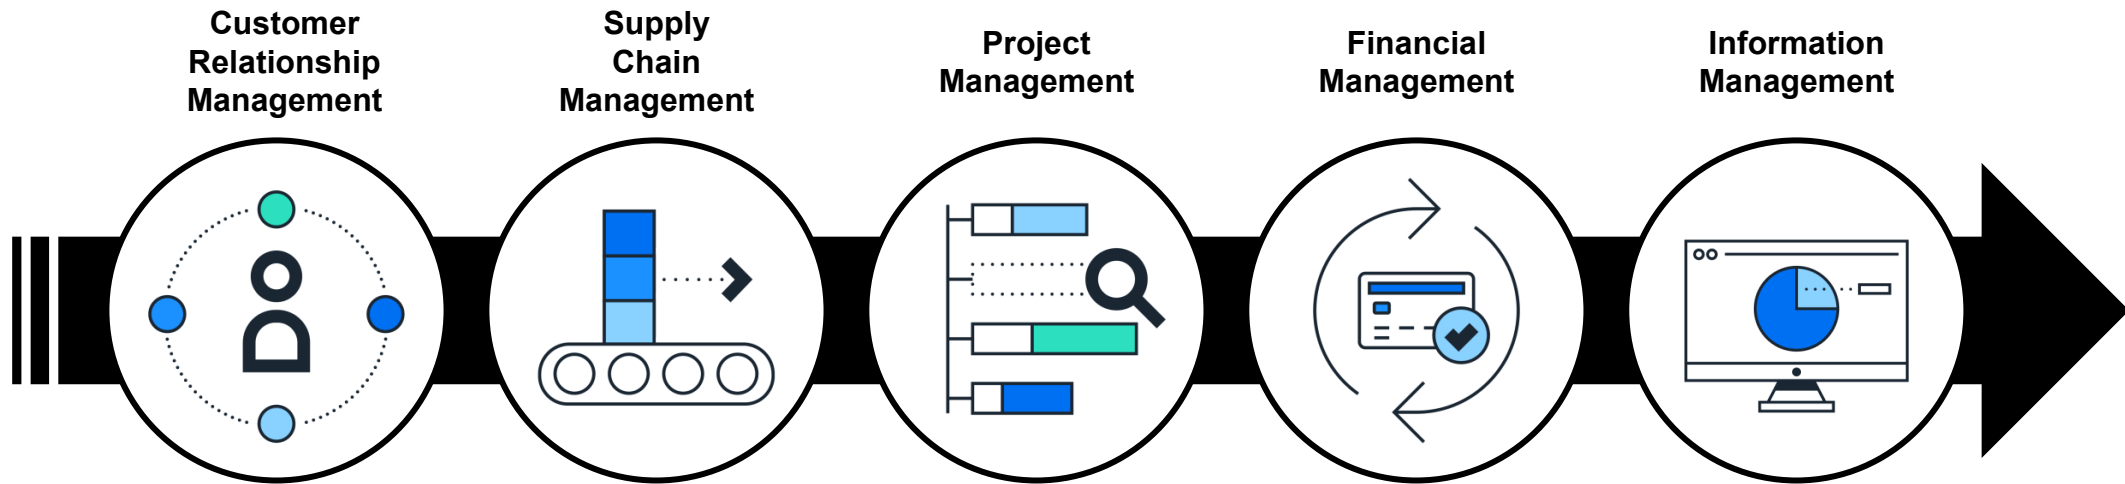 Customer
Relationship
Management
Supply
Chain
Management
Project
Management
Financial
Management
Information
Management